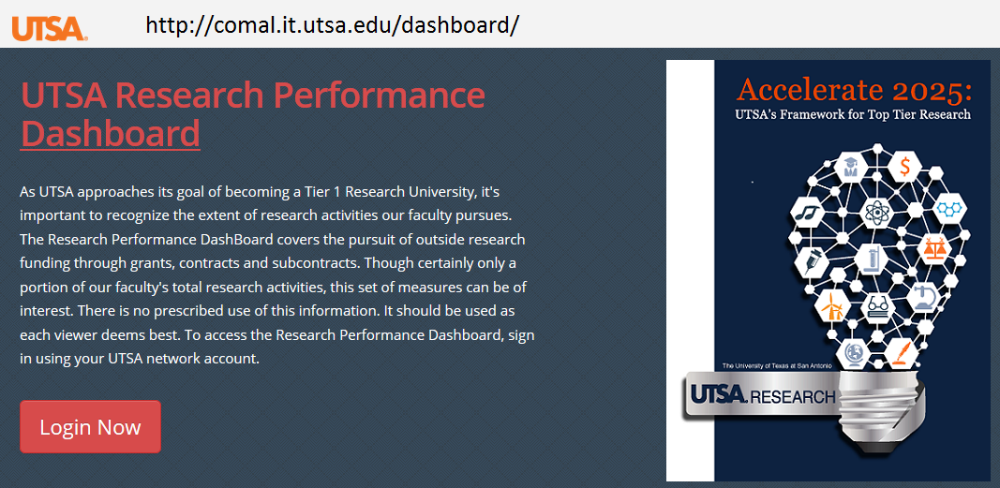 UTSA. http://comal.it.utsa.edu/dashboard/
UTSA Research Performance
Dashboard
As UTSA approaches its goal of becoming a Tier 1 Research University, it's
important to recognize the extent of research activities our faculty pursues.
The Research Performance DashBoard covers the pursuit of outside research
funding through grants, contracts and subcontracts. Though certainly only a
portion of our faculty's total research activities, this set of measures can be of
interest. There is no prescribed use of this information. It should be used as
each viewer deems best. To access the Research Performance Dashboard, sign
in using your UTSA network account.
Login Now
Accelerate 2025:
UTSA's Framework for Top Tier Research
$
The University of Texas at San Antonio
UTSA. RESEARCH